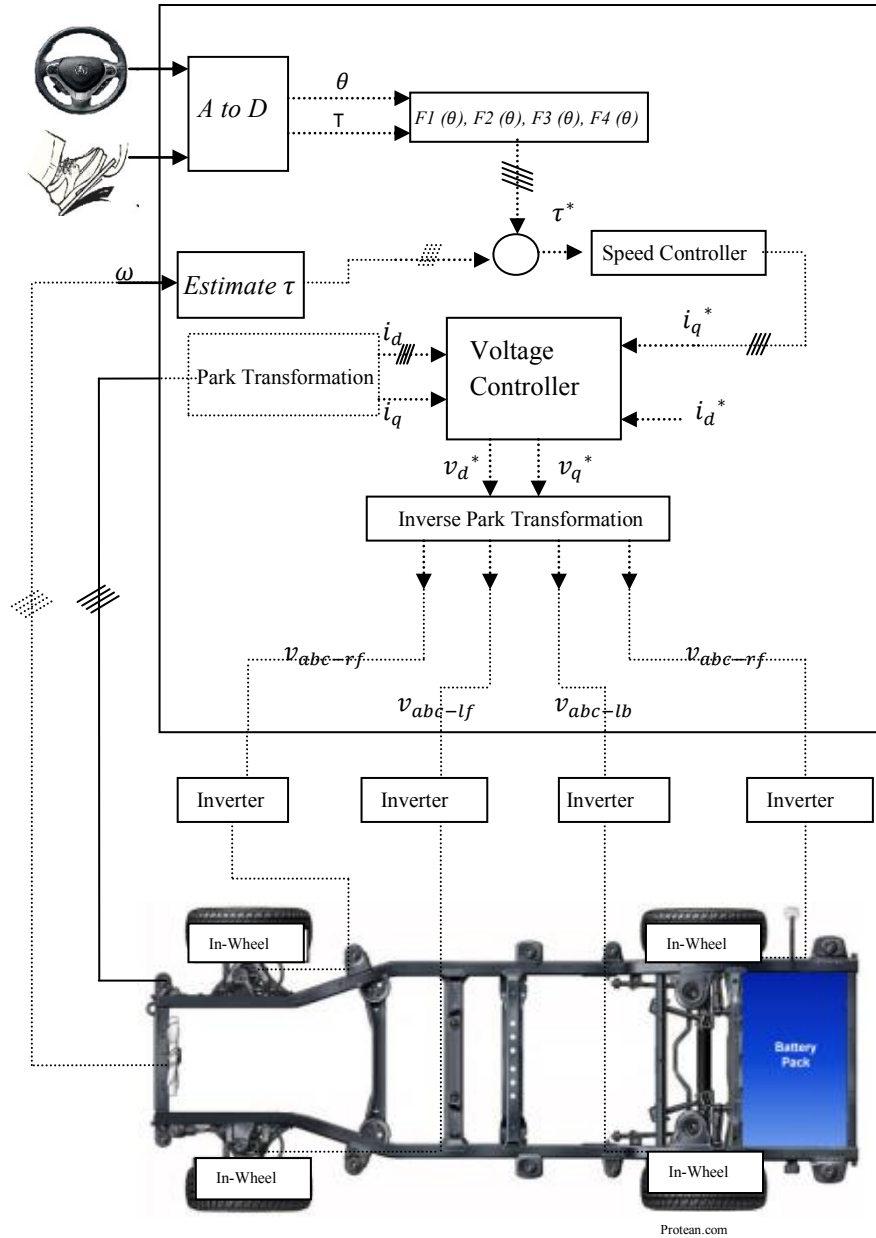 θ
A to D
T
F1 (θ), F2 (θ), F3 (θ), F4 (θ)
τ*
ω
Estimate τ
Speed Controller
i_d
i_q*
Park Transformation
Voltage
Controller
i_q
i_d*
v_d*
v_q*
Inverse Park Transformation
v_abc−rf
v_abc−rf
v_abc−lf
v_abc−lb
Inverter
Inverter
Inverter
Inverter
In-Wheel
In-Wheel
Battery
Pack
In-Wheel
In-Wheel
Protean.com